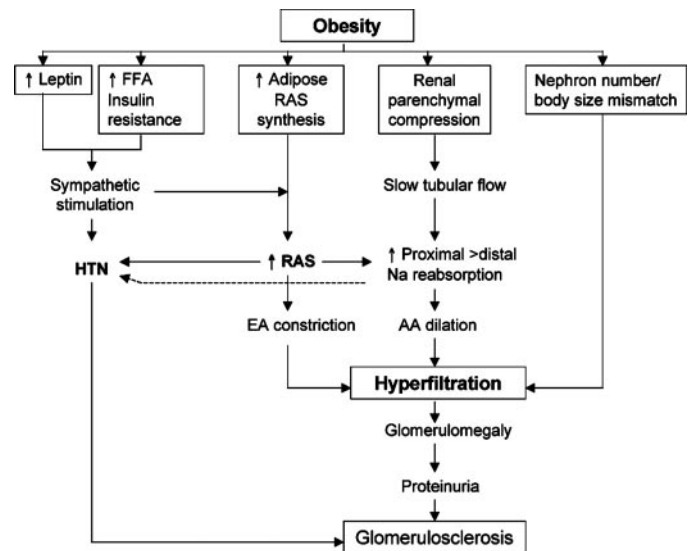 Obesity
↑ Leptin
↑ FFA
Insulin
resistance
↑ Adipose
RAS
synthesis
Renal
parenchymal
compression
Nephron number/
body size mismatch
Sympathetic
stimulation
Slow tubular flow
HTN
↑ RAS
↑ Proximal >distal
Na reabsorption
EA constriction
AA dilation
Hyperfiltration
Glomerulomegaly
Proteinuria
Glomerulosclerosis